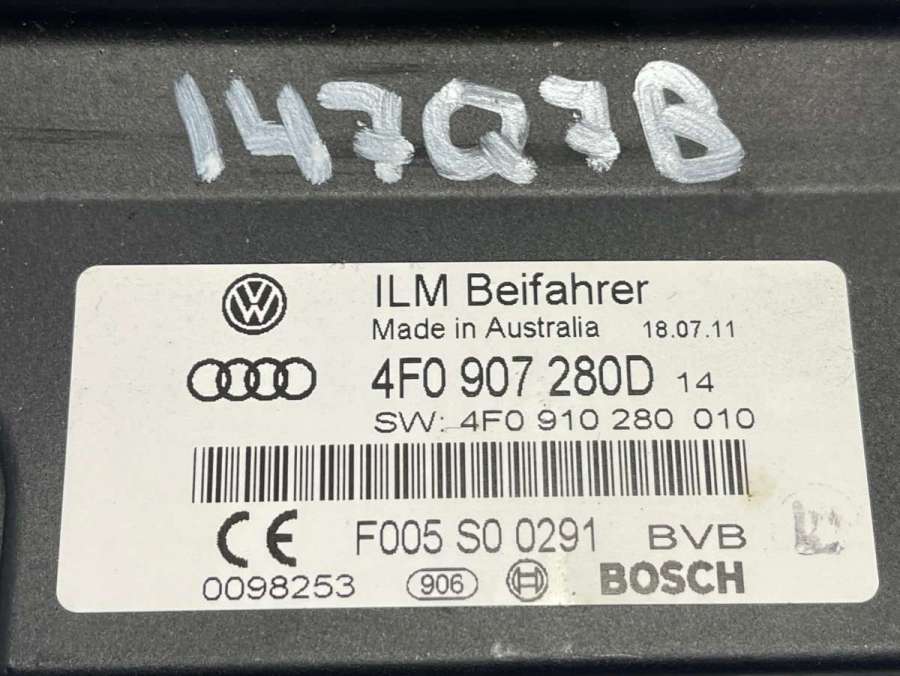 147Q7B
ILM Beifahrer
Made in Australia 18.07.11
4F0 907 280D 14
SW: 4F0 910 280 010
CE F005 S0 0291 BVB
0098253 906 BOSCH